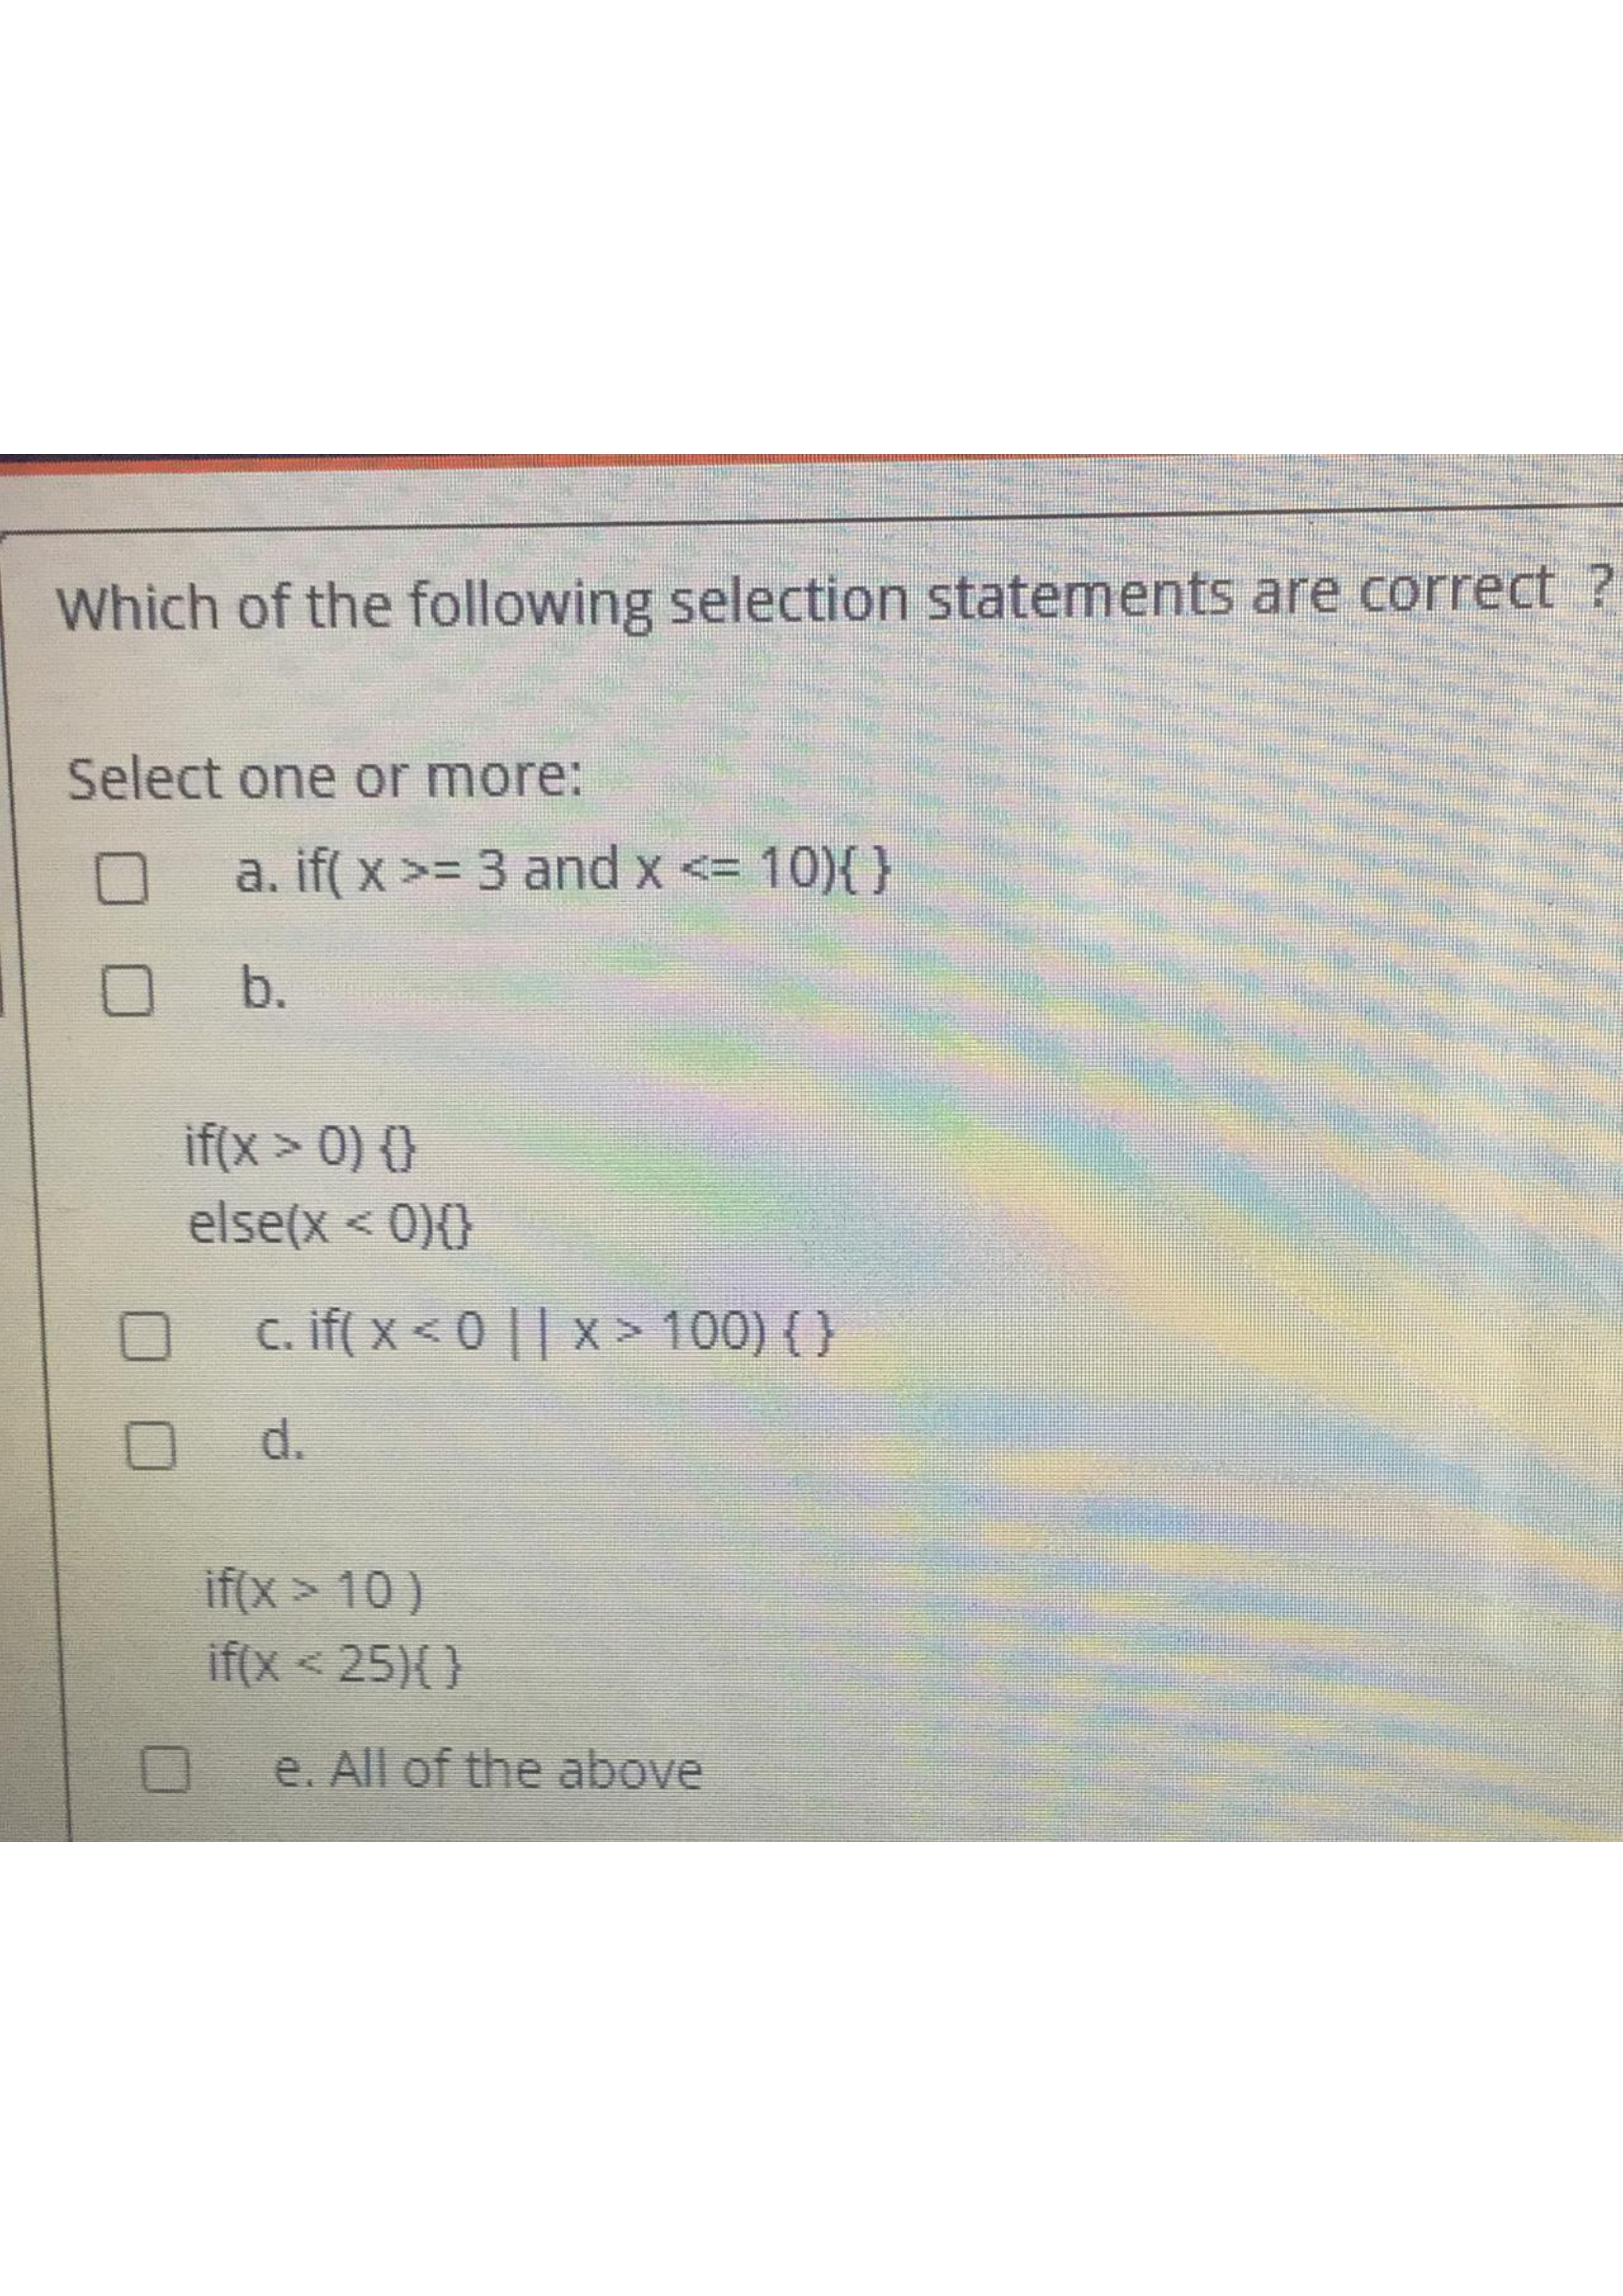 Which of the following selection statements are correct ?
Select one or more:
a. if( x >= 3 and x <= 10){ }
b.
if(x > 0) {}
else(x < 0){}
c. if( x < 0 || x > 100) { }
d.
if(x > 10 )
if(x < 25){ }
e. All of the above